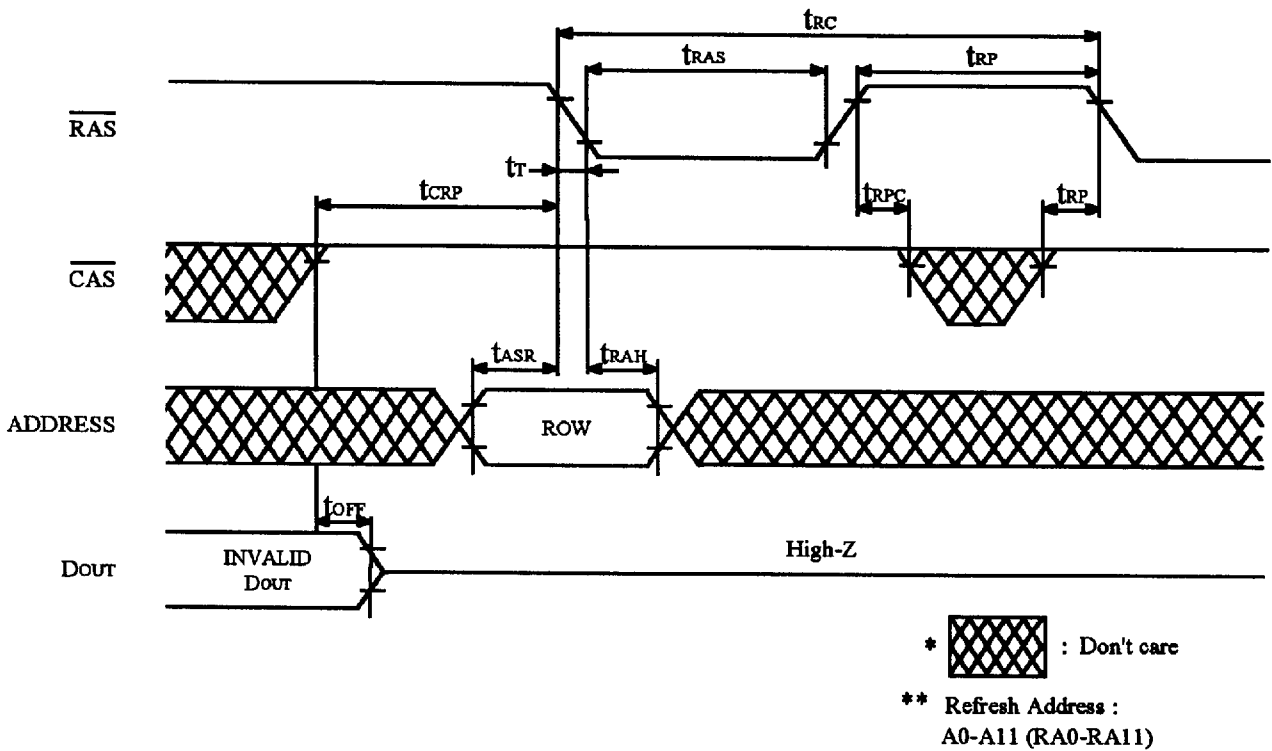 tRC
tRAS
tRP
RAS
tT
tCRP
tRPC
tRP
CAS
tASR
tRAH
ADDRESS
ROW
tOFF
DOUT
INVALID
DOUT
High-Z
* : Don't care
** Refresh Address :
A0-A11 (RA0-RA11)